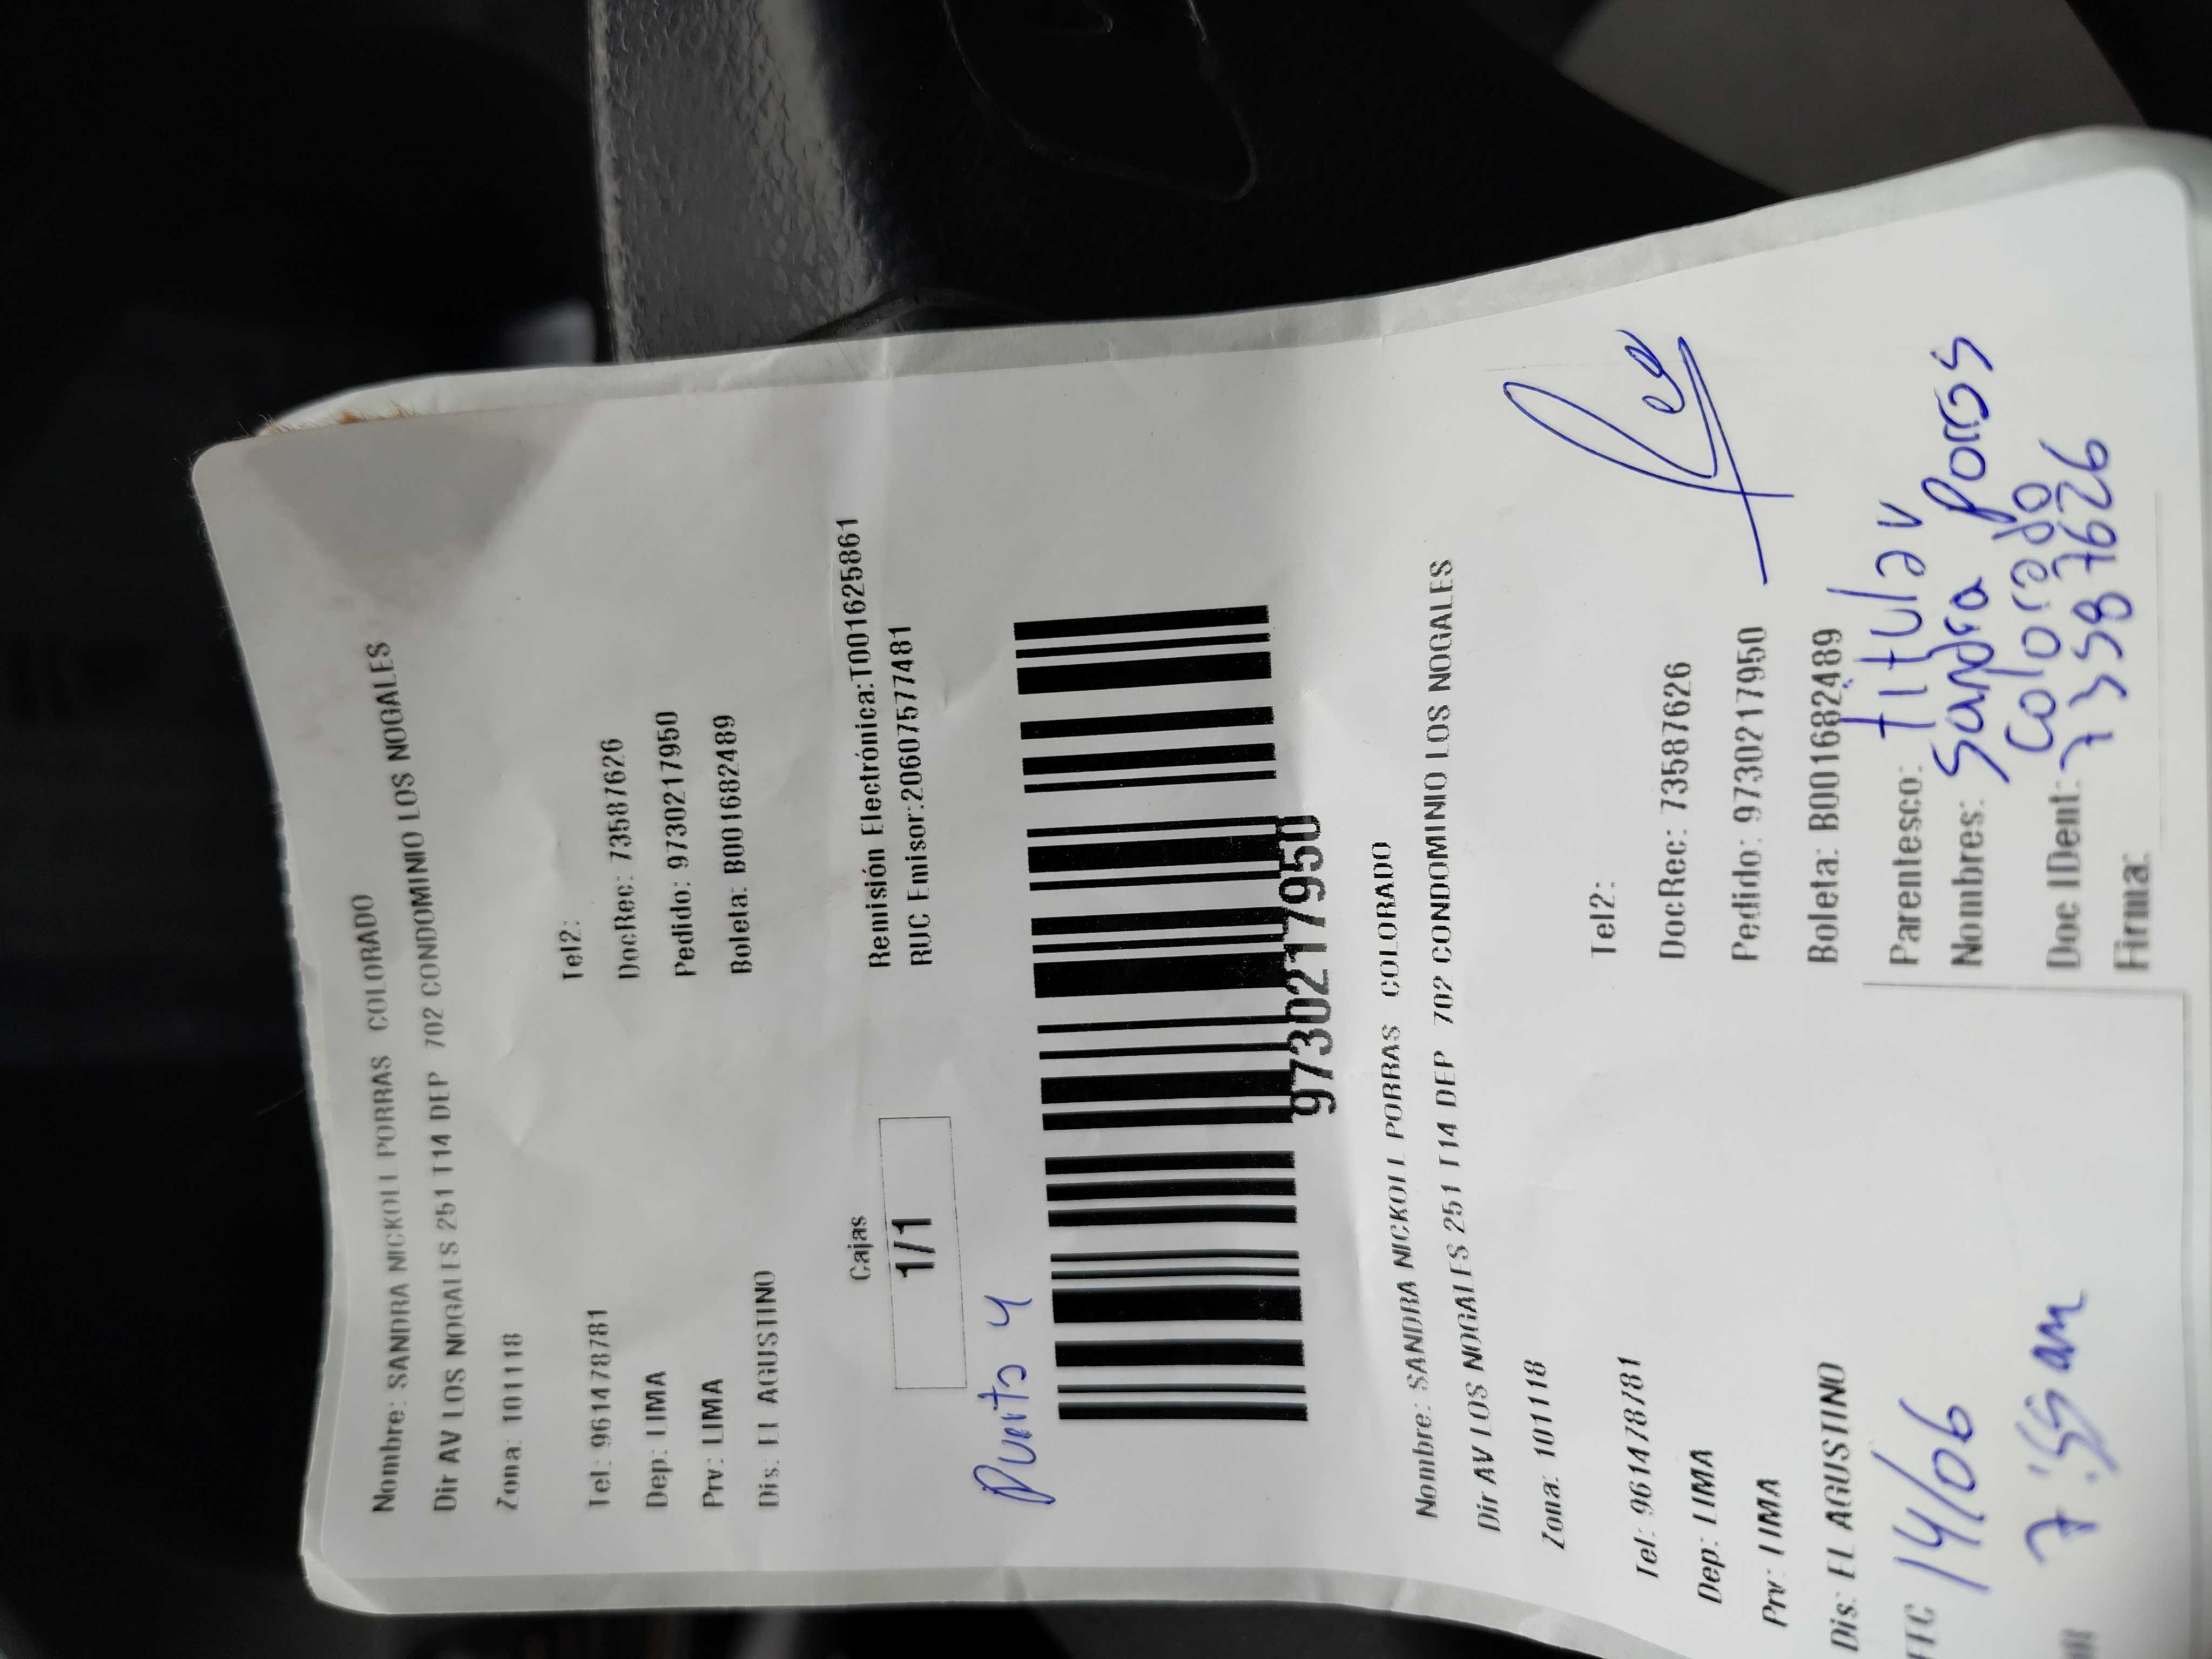 Nombre: SANDRA NICKOLL PORRAS COLORADO
Dir AV LOS NOGALES 251 T14 DEP 702 CONDOMINIO LOS NOGALES
Zona: 101118
Tel2:
Tel: 961478781
DocRec: 73587626
Dep: LIMA
Pedido: 9730217950
Prv: LIMA
Boleta: B001682489
Dis: EL AGUSTINO
Cajas
1/1
Remisión Electrónica:T001625861
RUC Emisor:20607577481
Punto 4
9730217950
Nombre: SANDRA NICKOLL PORRAS COLORADO
Dir AV LOS NOGALES 251 T14 DEP 702 CONDOMINIO LOS NOGALES
Zona: 101118
Tel2:
Tel: 961478781
DocRec: 73587626
Dep: LIMA
Pedido: 9730217950
Prv: LIMA
Boleta: B001682489
Dis: EL AGUSTINO
Parentesco: titular
14/06
Nombres: Sandra Porras
Colorado
Doc IDent: 73587626
7:55 am
Firma: